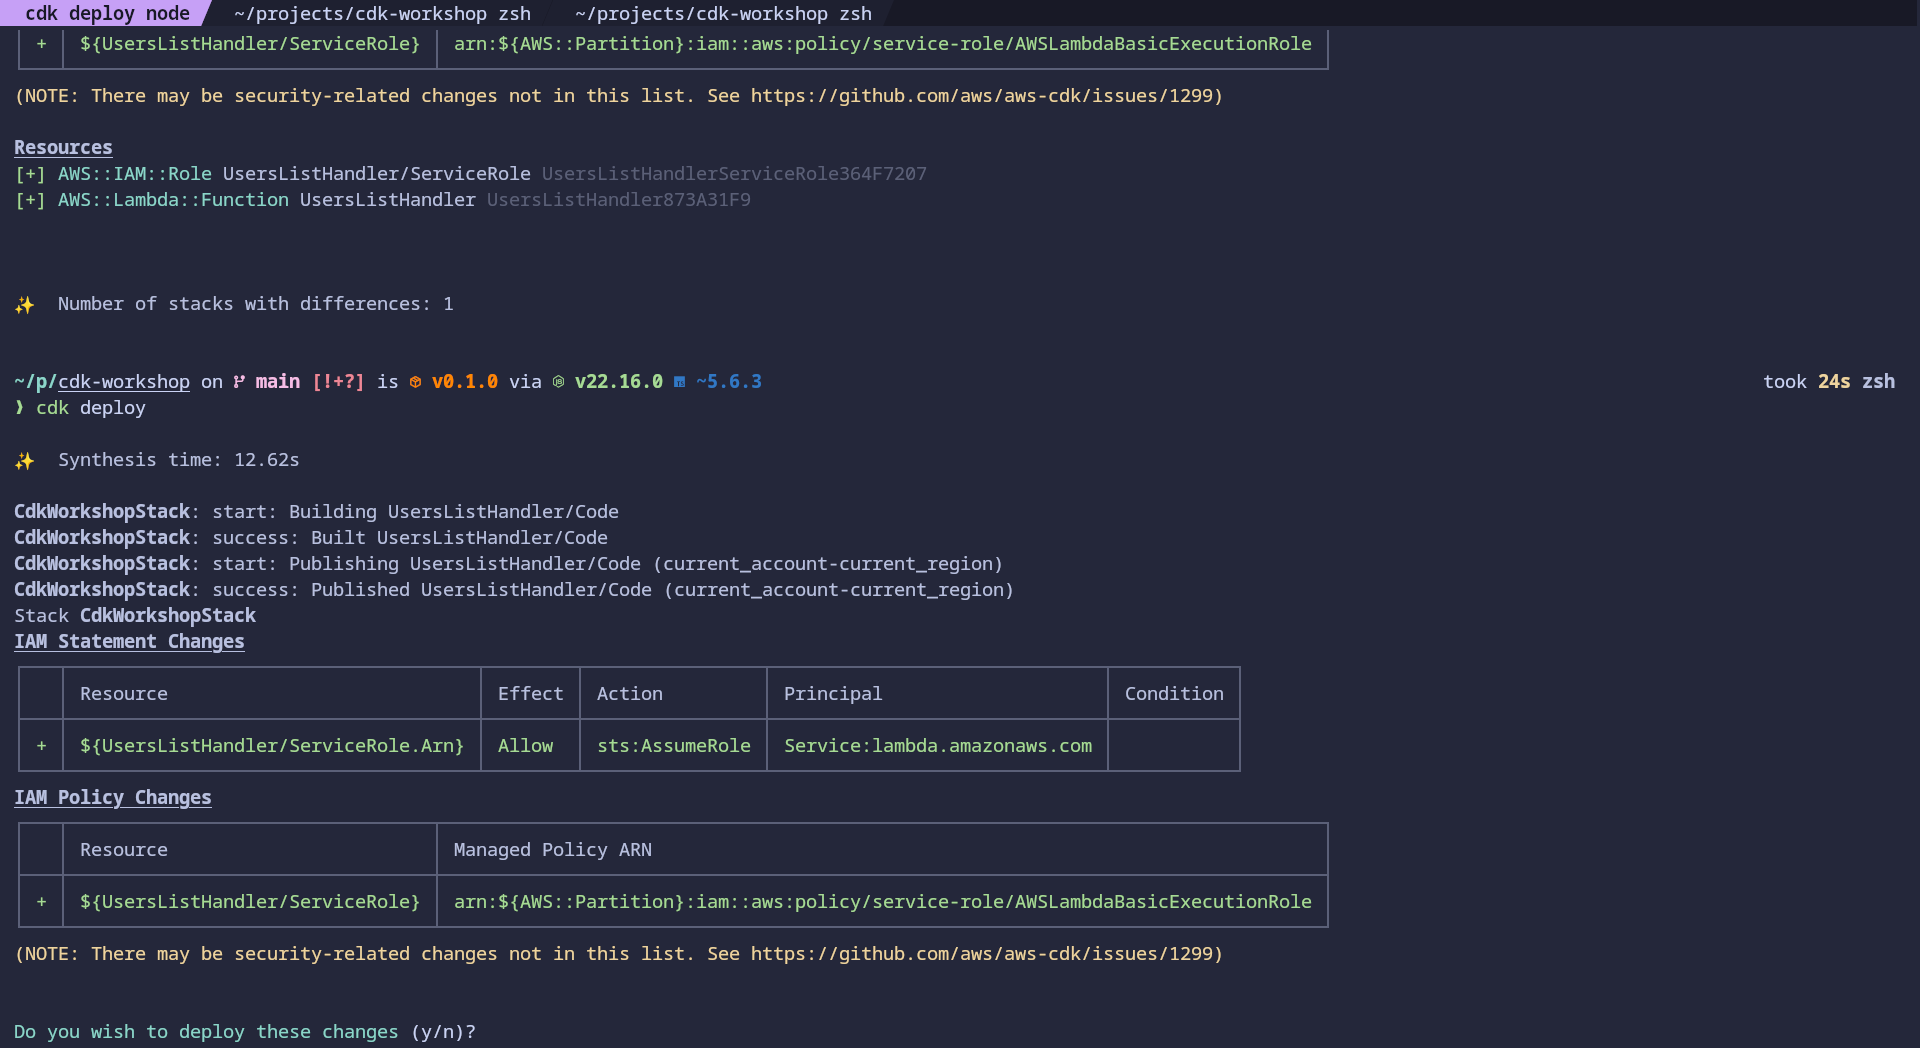 cdk deploy node ~/projects/cdk-workshop zsh ~/projects/cdk-workshop zsh
+ ${UsersListHandler/ServiceRole} arn:${AWS::Partition}:iam::aws:policy/service-role/AWSLambdaBasicExecutionRole
(NOTE: There may be security-related changes not in this list. See https://github.com/aws/aws-cdk/issues/1299)
Resources
[+] AWS::IAM::Role UsersListHandler/ServiceRole UsersListHandlerServiceRole364F7207
[+] AWS::Lambda::Function UsersListHandler UsersListHandler873A31F9
✨ Number of stacks with differences: 1
~/p/cdk-workshop on main [!+?] is v0.1.0 via v22.16.0 ~5.6.3 took 24s zsh
❱ cdk deploy
✨ Synthesis time: 12.62s
CdkWorkshopStack: start: Building UsersListHandler/Code
CdkWorkshopStack: success: Built UsersListHandler/Code
CdkWorkshopStack: start: Publishing UsersListHandler/Code (current_account-current_region)
CdkWorkshopStack: success: Published UsersListHandler/Code (current_account-current_region)
Stack CdkWorkshopStack
IAM Statement Changes
Resource Effect Action Principal Condition
+ ${UsersListHandler/ServiceRole.Arn} Allow sts:AssumeRole Service:lambda.amazonaws.com
IAM Policy Changes
Resource Managed Policy ARN
+ ${UsersListHandler/ServiceRole} arn:${AWS::Partition}:iam::aws:policy/service-role/AWSLambdaBasicExecutionRole
(NOTE: There may be security-related changes not in this list. See https://github.com/aws/aws-cdk/issues/1299)
Do you wish to deploy these changes (y/n)?